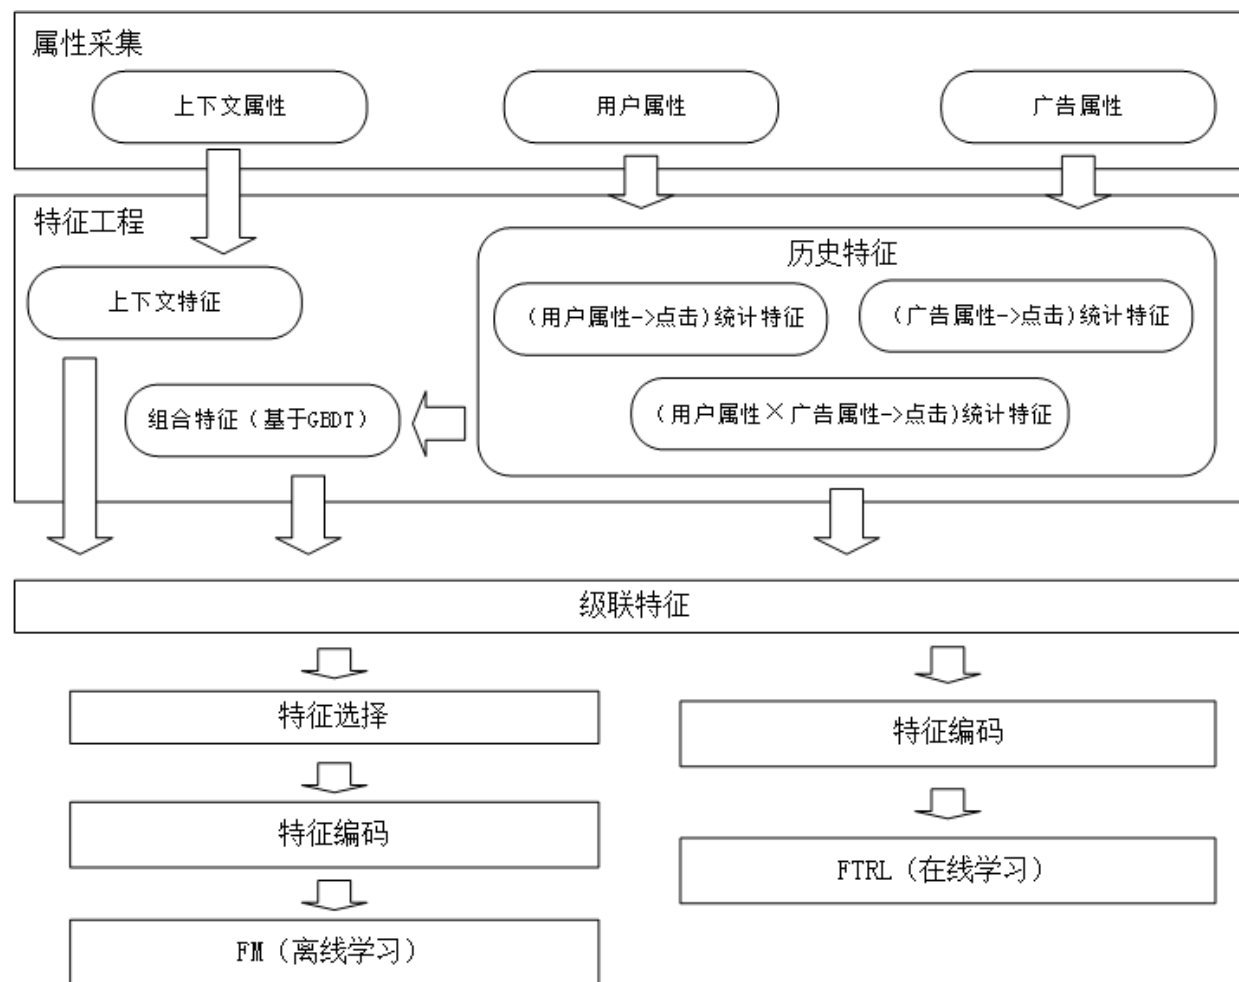 属性采集
上下文属性
用户属性
广告属性
特征工程
历史特征
上下文特征
(用户属性->点击)统计特征
(广告属性->点击)统计特征
组合特征（基于GBDT）
(用户属性×广告属性->点击)统计特征
级联特征
特征选择
特征编码
特征编码
FTRL（在线学习）
FM（离线学习）